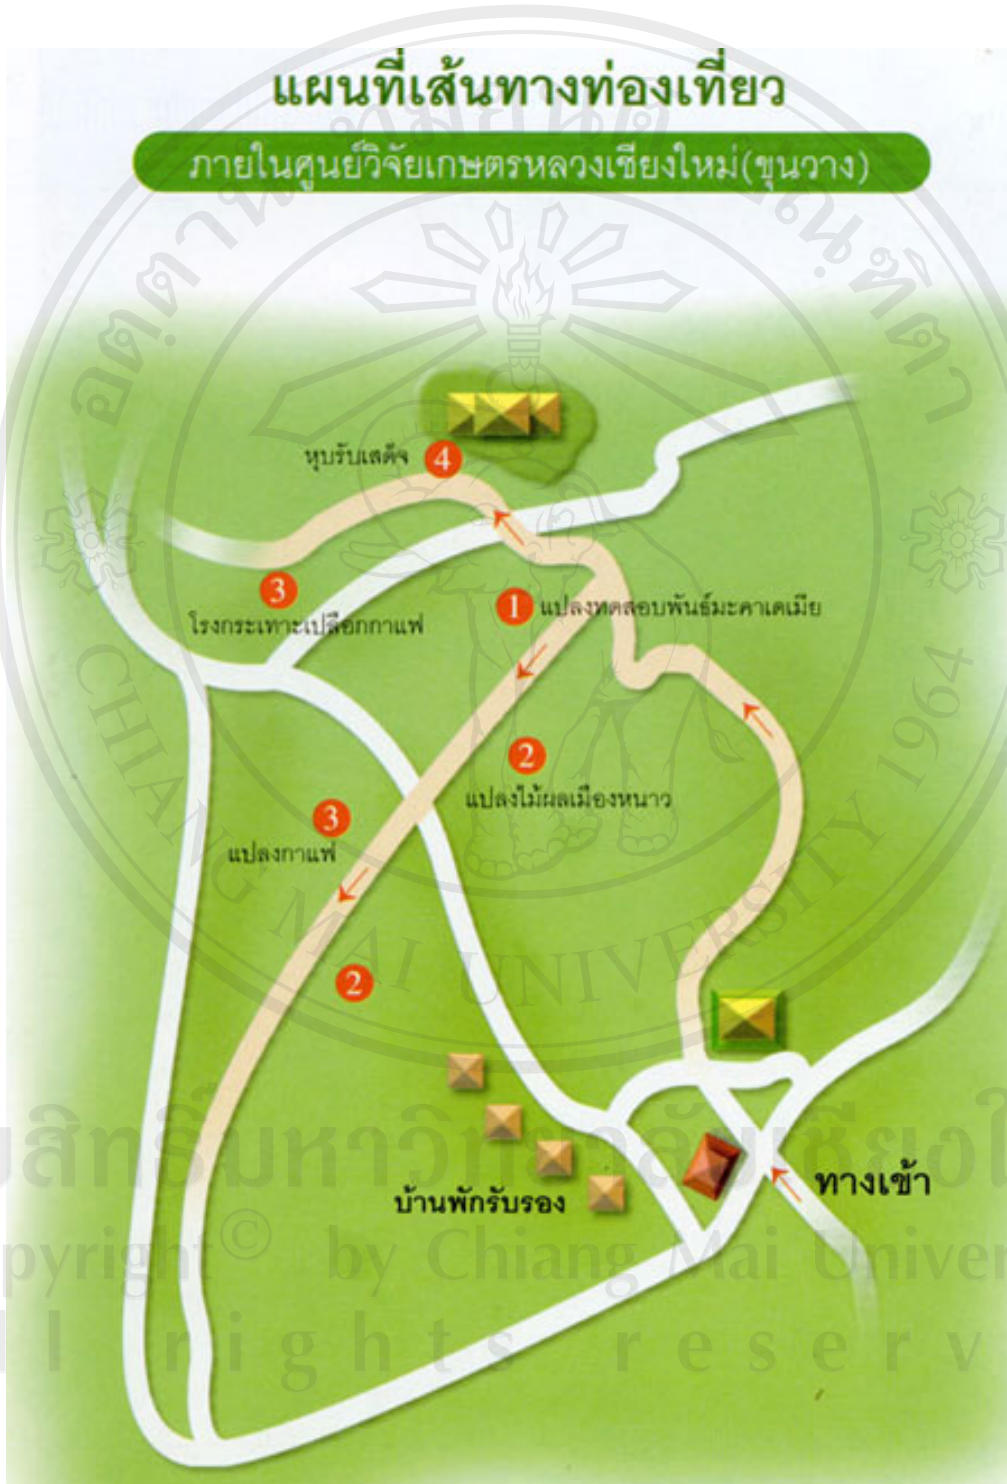 แผนที่เส้นทางท่องเที่ยว
ภายในศูนย์วิจัยเกษตรหลวงเชียงใหม่(ขุนวาง)
หุบรับเสด็จ 4
3
โรงกระเทาะเปลือกกาแฟ
1 แปลงทดสอบพันธุ์มะคาเดเมีย
2
แปลงไม้ผลเมืองหนาว
3
แปลงกาแฟ
2
บ้านพักรับรอง
ทางเข้า
CHIANG MAI UNIVERSITY 1964
Copyright © by Chiang Mai Univer
l rights reserv